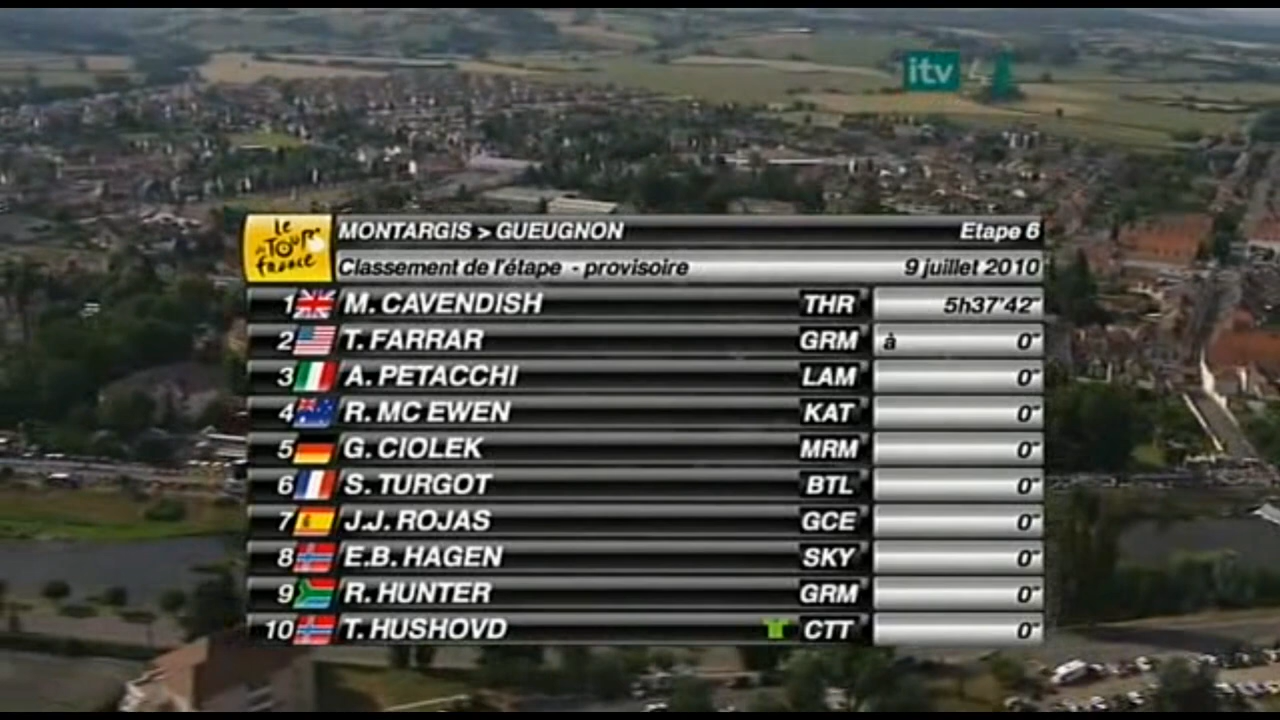 itv 4
le TOUR de france
MONTARGIS > GUEUGNON Etape 6
Classement de l'étape - provisoire 9 juillet 2010
1 M. CAVENDISH THR 5h37'42"
2 T. FARRAR GRM à 0"
3 A. PETACCHI LAM 0"
4 R. MC EWEN KAT 0"
5 G. CIOLEK MRM 0"
6 S. TURGOT BTL 0"
7 J.J. ROJAS GCE 0"
8 E.B. HAGEN SKY 0"
9 R. HUNTER GRM 0"
10 T. HUSHOVD CTT 0"